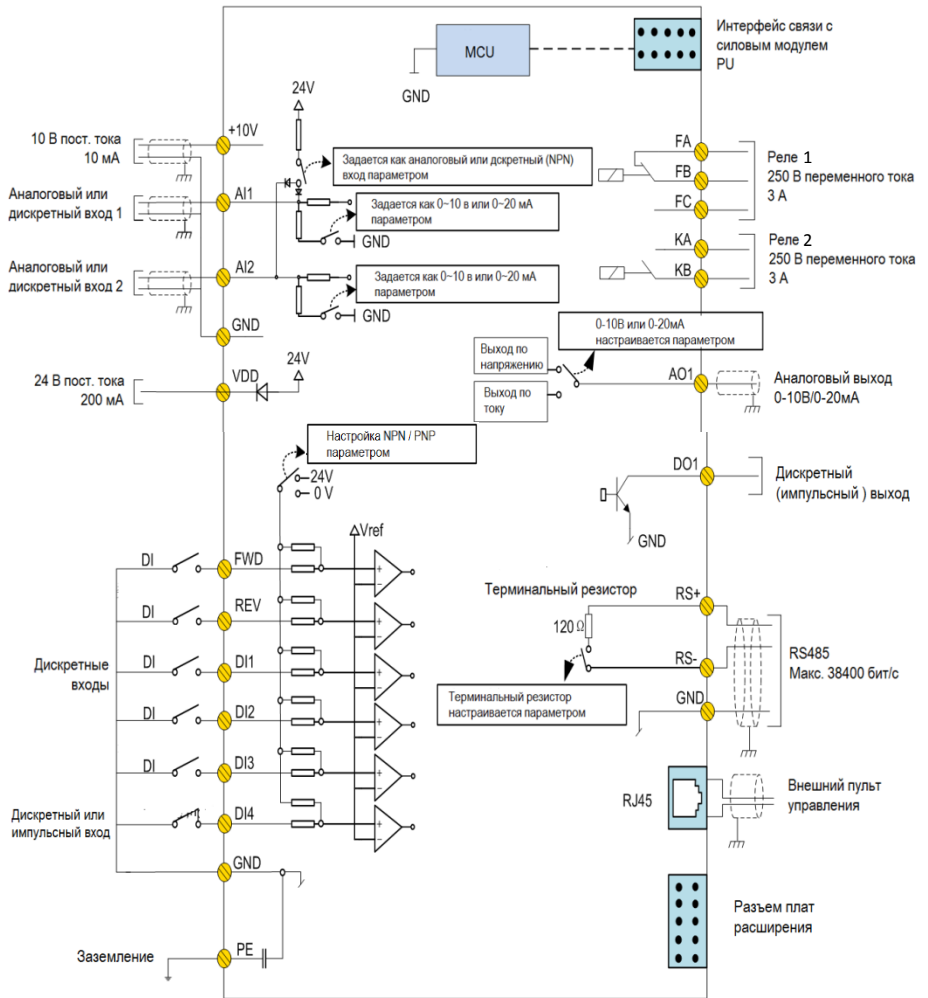 Интерфейс связи с
силовым модулем
PU
MCU
GND
24V
10 В пост. тока
10 мА
+10V
Задается как аналоговый или дскретный (NPN)
вход параметром
FA
FB
FC
Реле 1
250 В переменного тока
3 А
Аналоговый или
дискретный вход 1
AI1
Задается как 0~10 в или 0~20 мА
параметром
GND
KA
KB
Реле 2
250 В переменного тока
3 А
Аналоговый или
дискретный вход 2
AI2
Задается как 0~10 в или 0~20 мА
параметром
GND
GND
0-10В или 0-20мА
настраивается параметром
Выход по
напряжению
Выход по
току
AO1
Аналоговый выход
0-10В/0-20мА
24 В пост. тока
200 мА
VDD
24V
Настройка NPN / PNP
параметром
24V
0 V
DO1
Дискретный
(импульсный ) выход
GND
Vref
DI
FWD
+
−
DI
REV
+
−
Дискретные
входы
DI
DI1
+
−
DI
DI2
+
−
DI
DI3
+
−
Дискретный или
импульсный вход
DI4
+
−
GND
Заземление
PE
Терминальный резистор
120 Ω
RS+
RS-
GND
RS485
Макс. 38400 бит/с
Терминальный резистор
настраивается параметром
RJ45
Внешний пульт
управления
Разъем плат
расширения